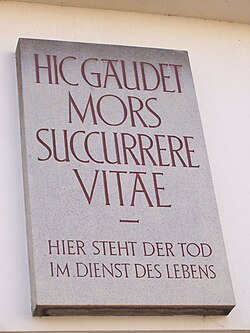 HIC GAUDET
MORS
SUCCURRERE
VITAE
—
HIER STEHT DER TOD
IM DIENST DES LEBENS